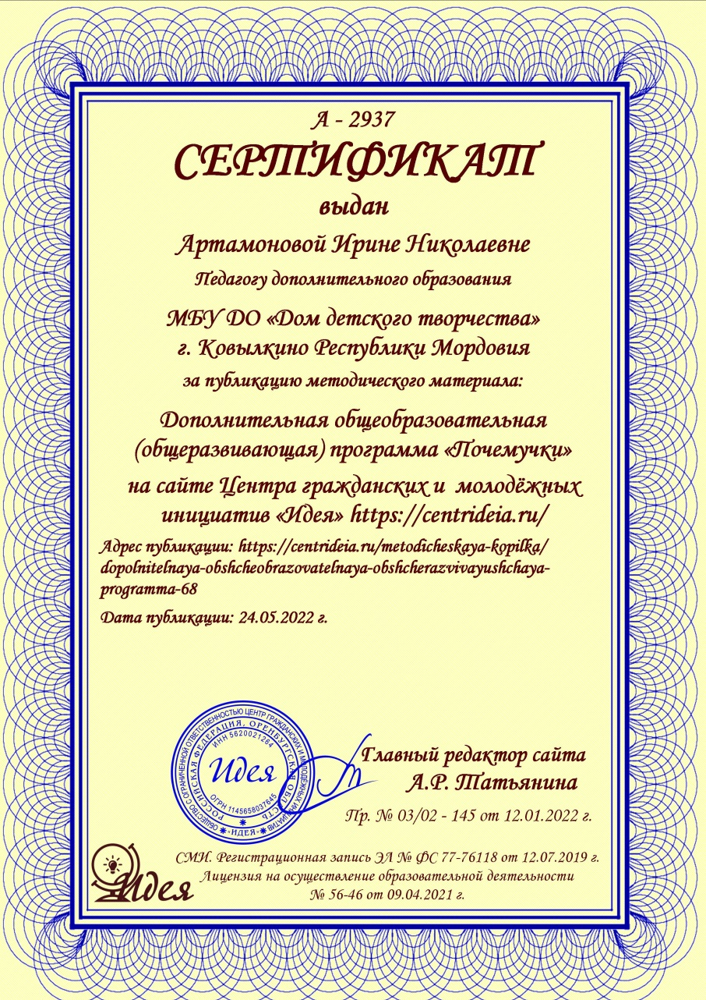 А - 2937
СЕРТИФИКАТ
выдан
Артамоновой Ирине Николаевне
Педагогу дополнительного образования
МБУ ДО «Дом детского творчества»
г. Ковылкино Республики Мордовия
за публикацию методического материала:
Дополнительная общеобразовательная
(общеразвивающая) программа «Почемучки»
на сайте Центра гражданских и молодёжных
инициатив «Идея» https://centrideia.ru/
Адрес публикации: https://centrideia.ru/metodicheskaya-kopilka/
dopolnitelnaya-obshcheobrazovatelnaya-obshcherazvivayushchaya-
programma-68
Дата публикации: 24.05.2022 г.
ОБЩЕСТВО С ОГРАНИЧЕННОЙ ОТВЕТСТВЕННОСТЬЮ ЦЕНТР ГРАЖДАНСКИХ И МОЛОДЁЖНЫХ ИНИЦИАТИВ
«ИДЕЯ»
РОССИЙСКАЯ ФЕДЕРАЦИЯ, ОРЕНБУРГСКАЯ ОБЛАСТЬ
ИНН 5620021264
Идея
ОГРН 1145658037645
Главный редактор сайта
А.Р. Татьянина
Пр. № 03/02 - 145 от 12.01.2022 г.
СМИ. Регистрационная запись ЭЛ № ФС 77-76118 от 12.07.2019 г.
Лицензия на осуществление образовательной деятельности
№ 56-46 от 09.04.2021 г.
Идея